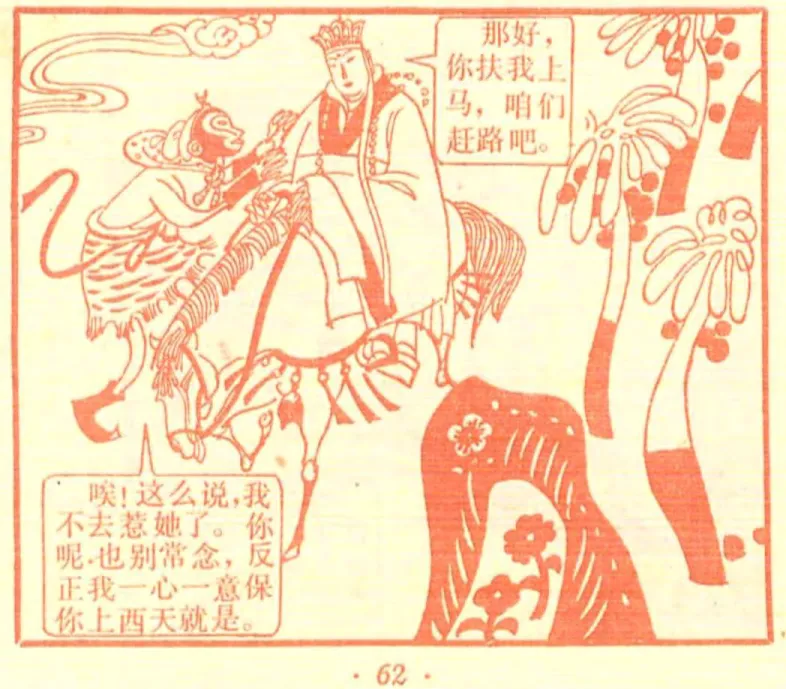 那好，
你扶我上
马，咱们
赶路吧。
唉！这么说，我
不去惹她了。你
呢．也别常念，反
正我一心一意保
你上西天就是。
· 62 ·